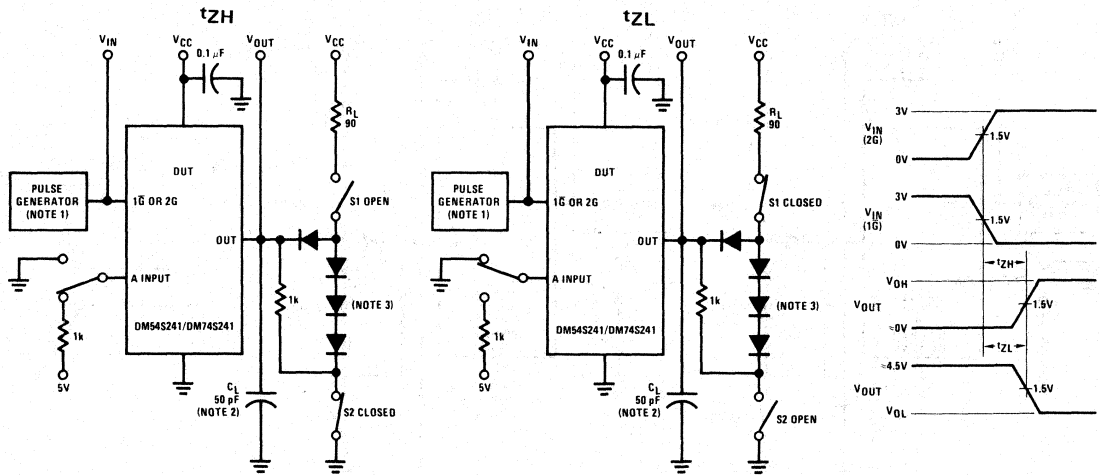 tZH
VIN
VCC
VOUT
VCC
0.1 μF
RL
90
DUT
PULSE
GENERATOR
(NOTE 1)
1G̅ OR 2G
S1 OPEN
OUT
A INPUT
1k
(NOTE 3)
1k
DM54S241/DM74S241
5V
CL
50 pF
(NOTE 2)
S2 CLOSED
tZL
VIN
VCC
VOUT
VCC
0.1 μF
RL
90
DUT
PULSE
GENERATOR
(NOTE 1)
1G̅ OR 2G
S1 CLOSED
OUT
A INPUT
1k
(NOTE 3)
1k
DM54S241/DM74S241
5V
CL
50 pF
(NOTE 2)
S2 OPEN
3V
VIN
(2G)
1.5V
0V
3V
VIN
(1G̅)
1.5V
0V
tZH
VOH
VOUT
1.5V
≈0V
tZL
≈4.5V
VOUT
1.5V
VOL